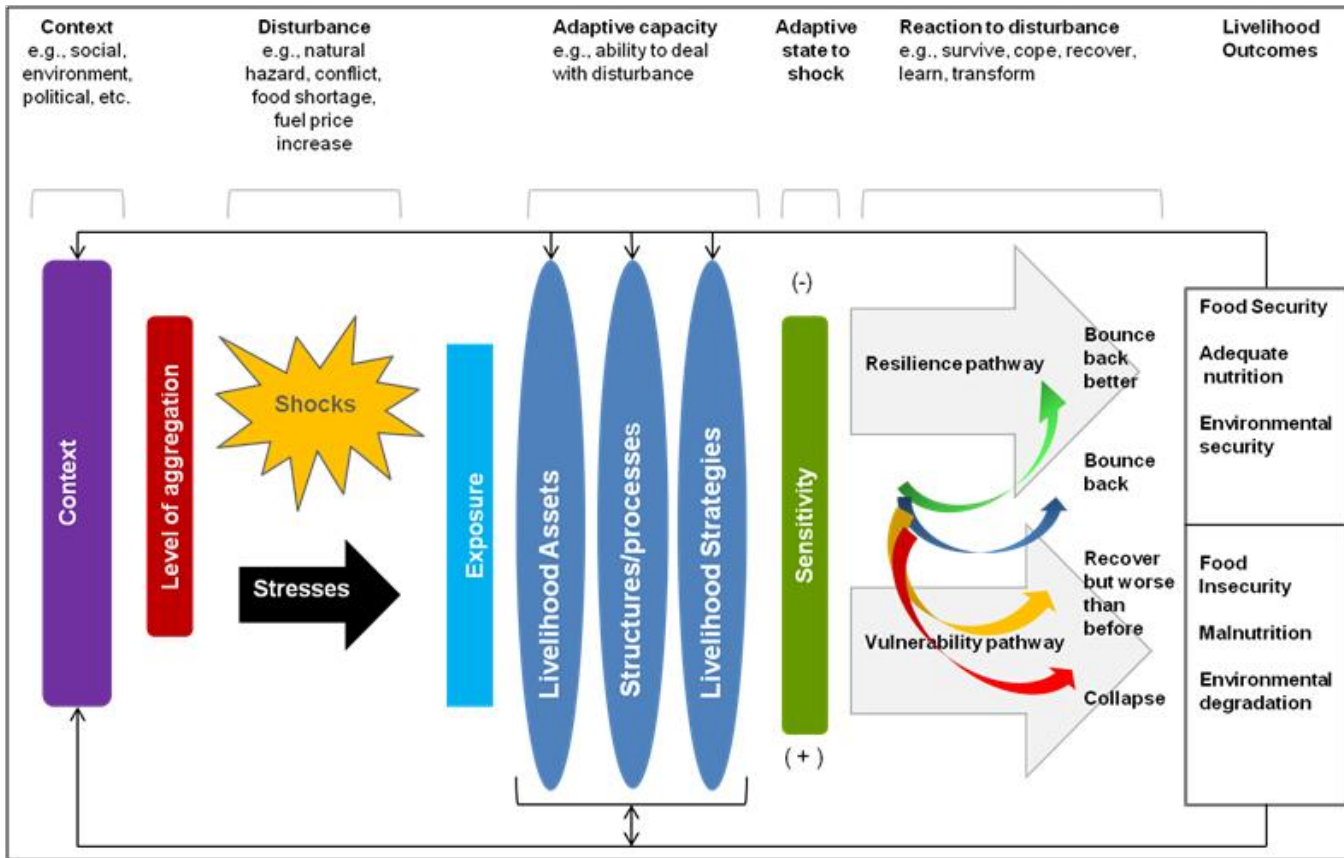 Context
e.g., social,
environment,
political, etc.
Disturbance
e.g., natural
hazard, conflict,
food shortage,
fuel price
increase
Adaptive capacity
e.g., ability to deal
with disturbance
Adaptive
state to
shock
Reaction to disturbance
e.g., survive, cope, recover,
learn, transform
Livelihood
Outcomes
Context
Level of aggregation
Shocks
Stresses
Exposure
Livelihood Assets
Structures/processes
Livelihood Strategies
(-)
Sensitivity
(+)
Resilience pathway
Bounce
back
better
Bounce
back
Recover
but worse
than
before
Vulnerability pathway
Collapse
Food Security
Adequate
nutrition
Environmental
security
Food
Insecurity
Malnutrition
Environmental
degradation